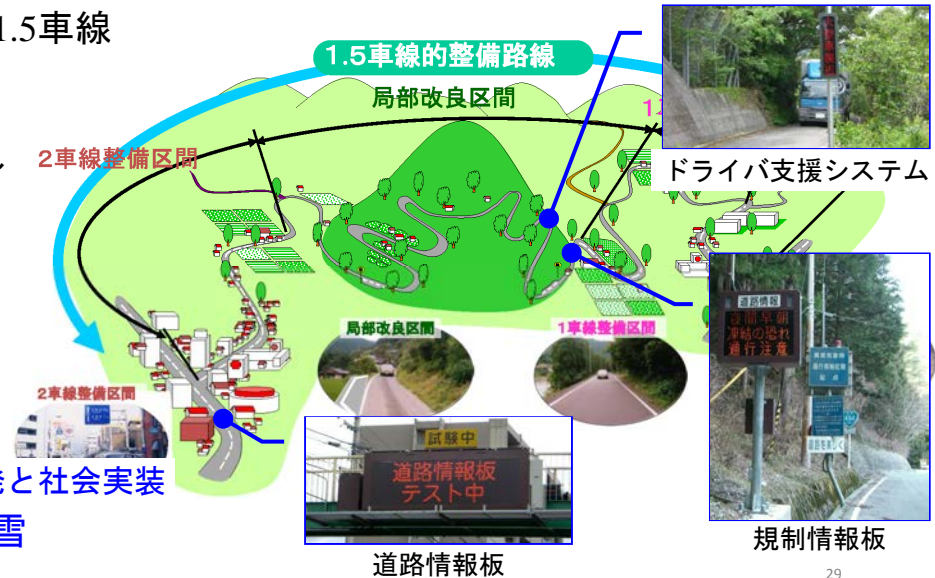 1.5車線
1.5車線的整備路線
局部改良区間
2車線整備区間
ドライバ支援システム
局部改良区間
1車線整備区間
道路情報
夜間早朝
凍結の恐れ
通行注意
2車線整備区間
試験中
道路情報板
テスト中
と社会実装
雪
道路情報板
規制情報板
29